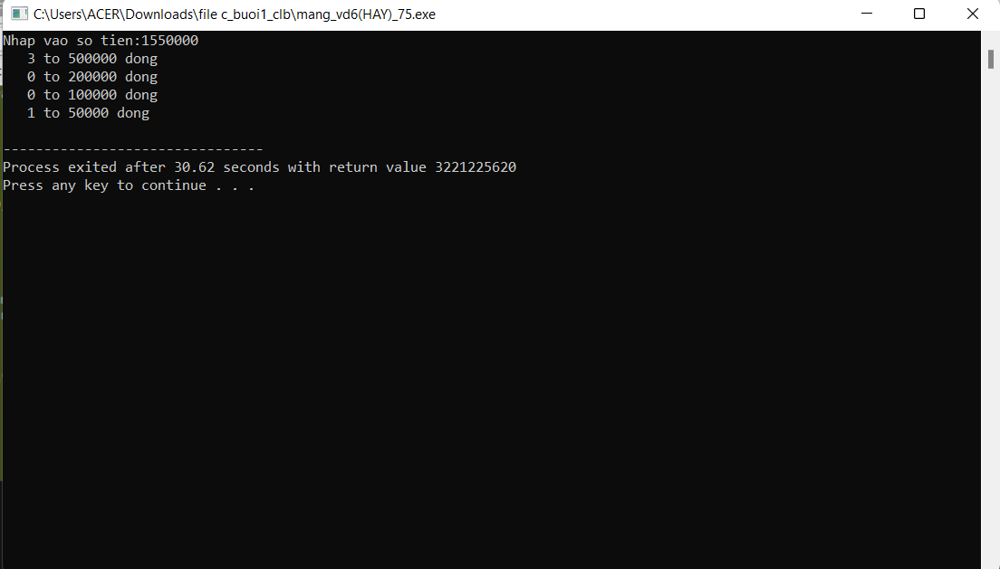 C:\Users\ACER\Downloads\file c_buoi1_clb\mang_vd6(HAY)_75.exe
Nhap vao so tien:1550000
   3 to 500000 dong
   0 to 200000 dong
   0 to 100000 dong
   1 to 50000 dong
--------------------------------
Process exited after 30.62 seconds with return value 3221225620
Press any key to continue . . .